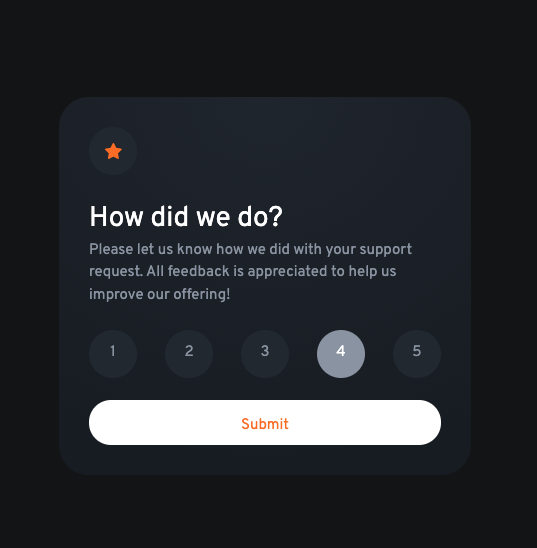 How did we do?
Please let us know how we did with your support
request. All feedback is appreciated to help us
improve our offering!
1 2 3 4 5
Submit